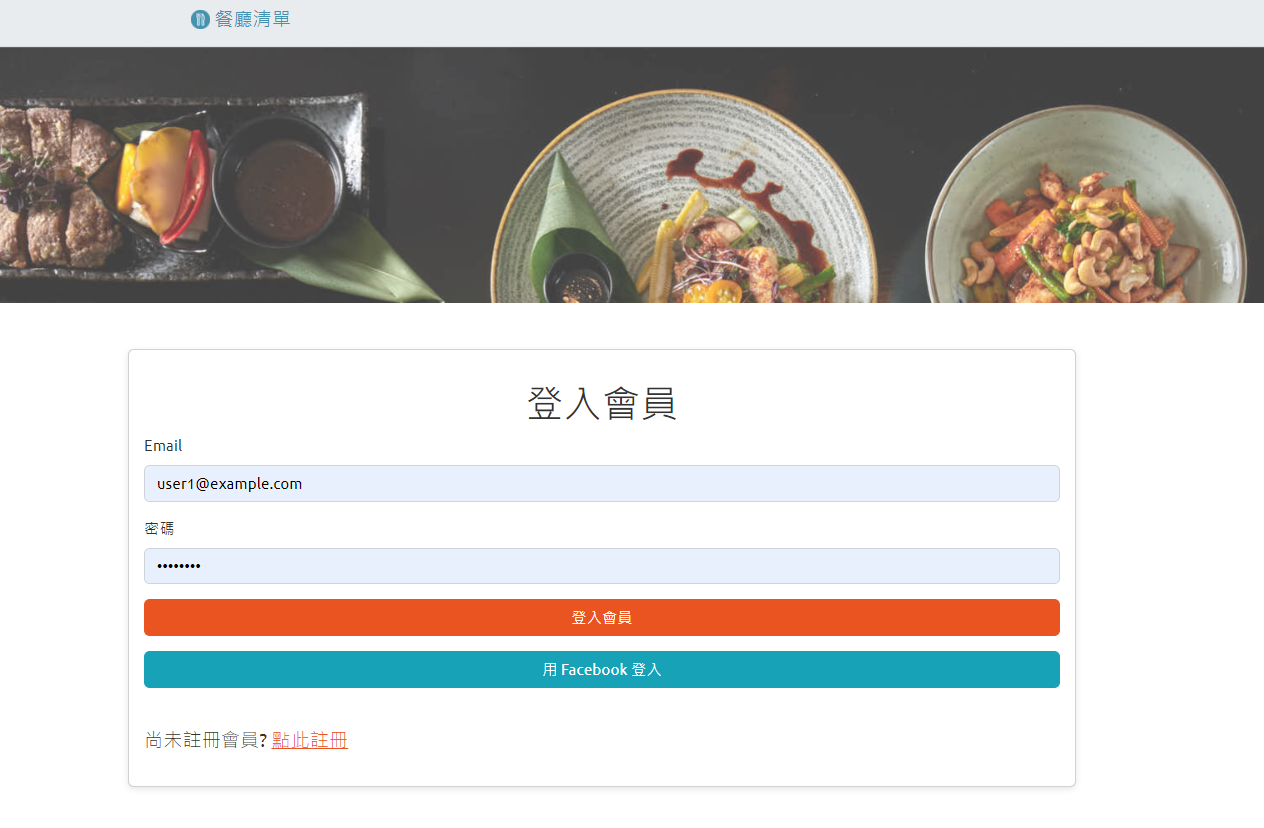 餐廳清單
登入會員
Email
user1@example.com
密碼
••••••••
登入會員
用 Facebook 登入
尚未註冊會員? 點此註冊